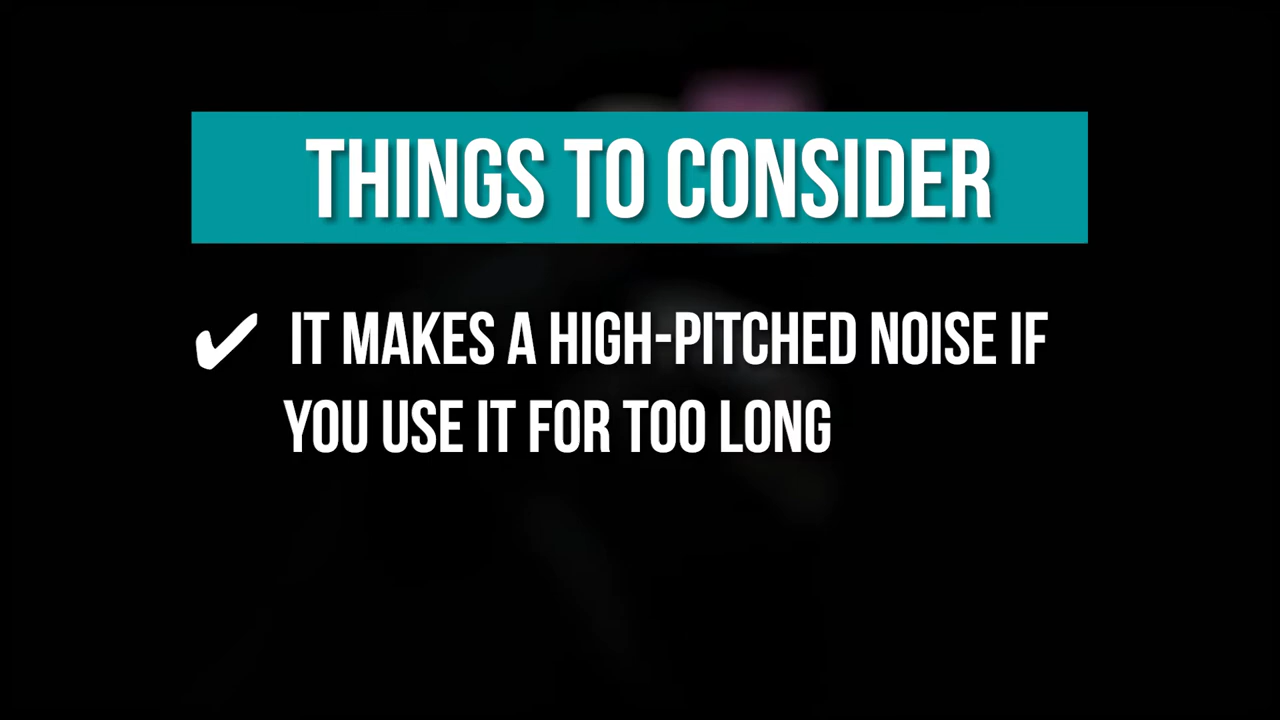 THINGS TO CONSIDER
✔ IT MAKES A HIGH-PITCHED NOISE IF
YOU USE IT FOR TOO LONG